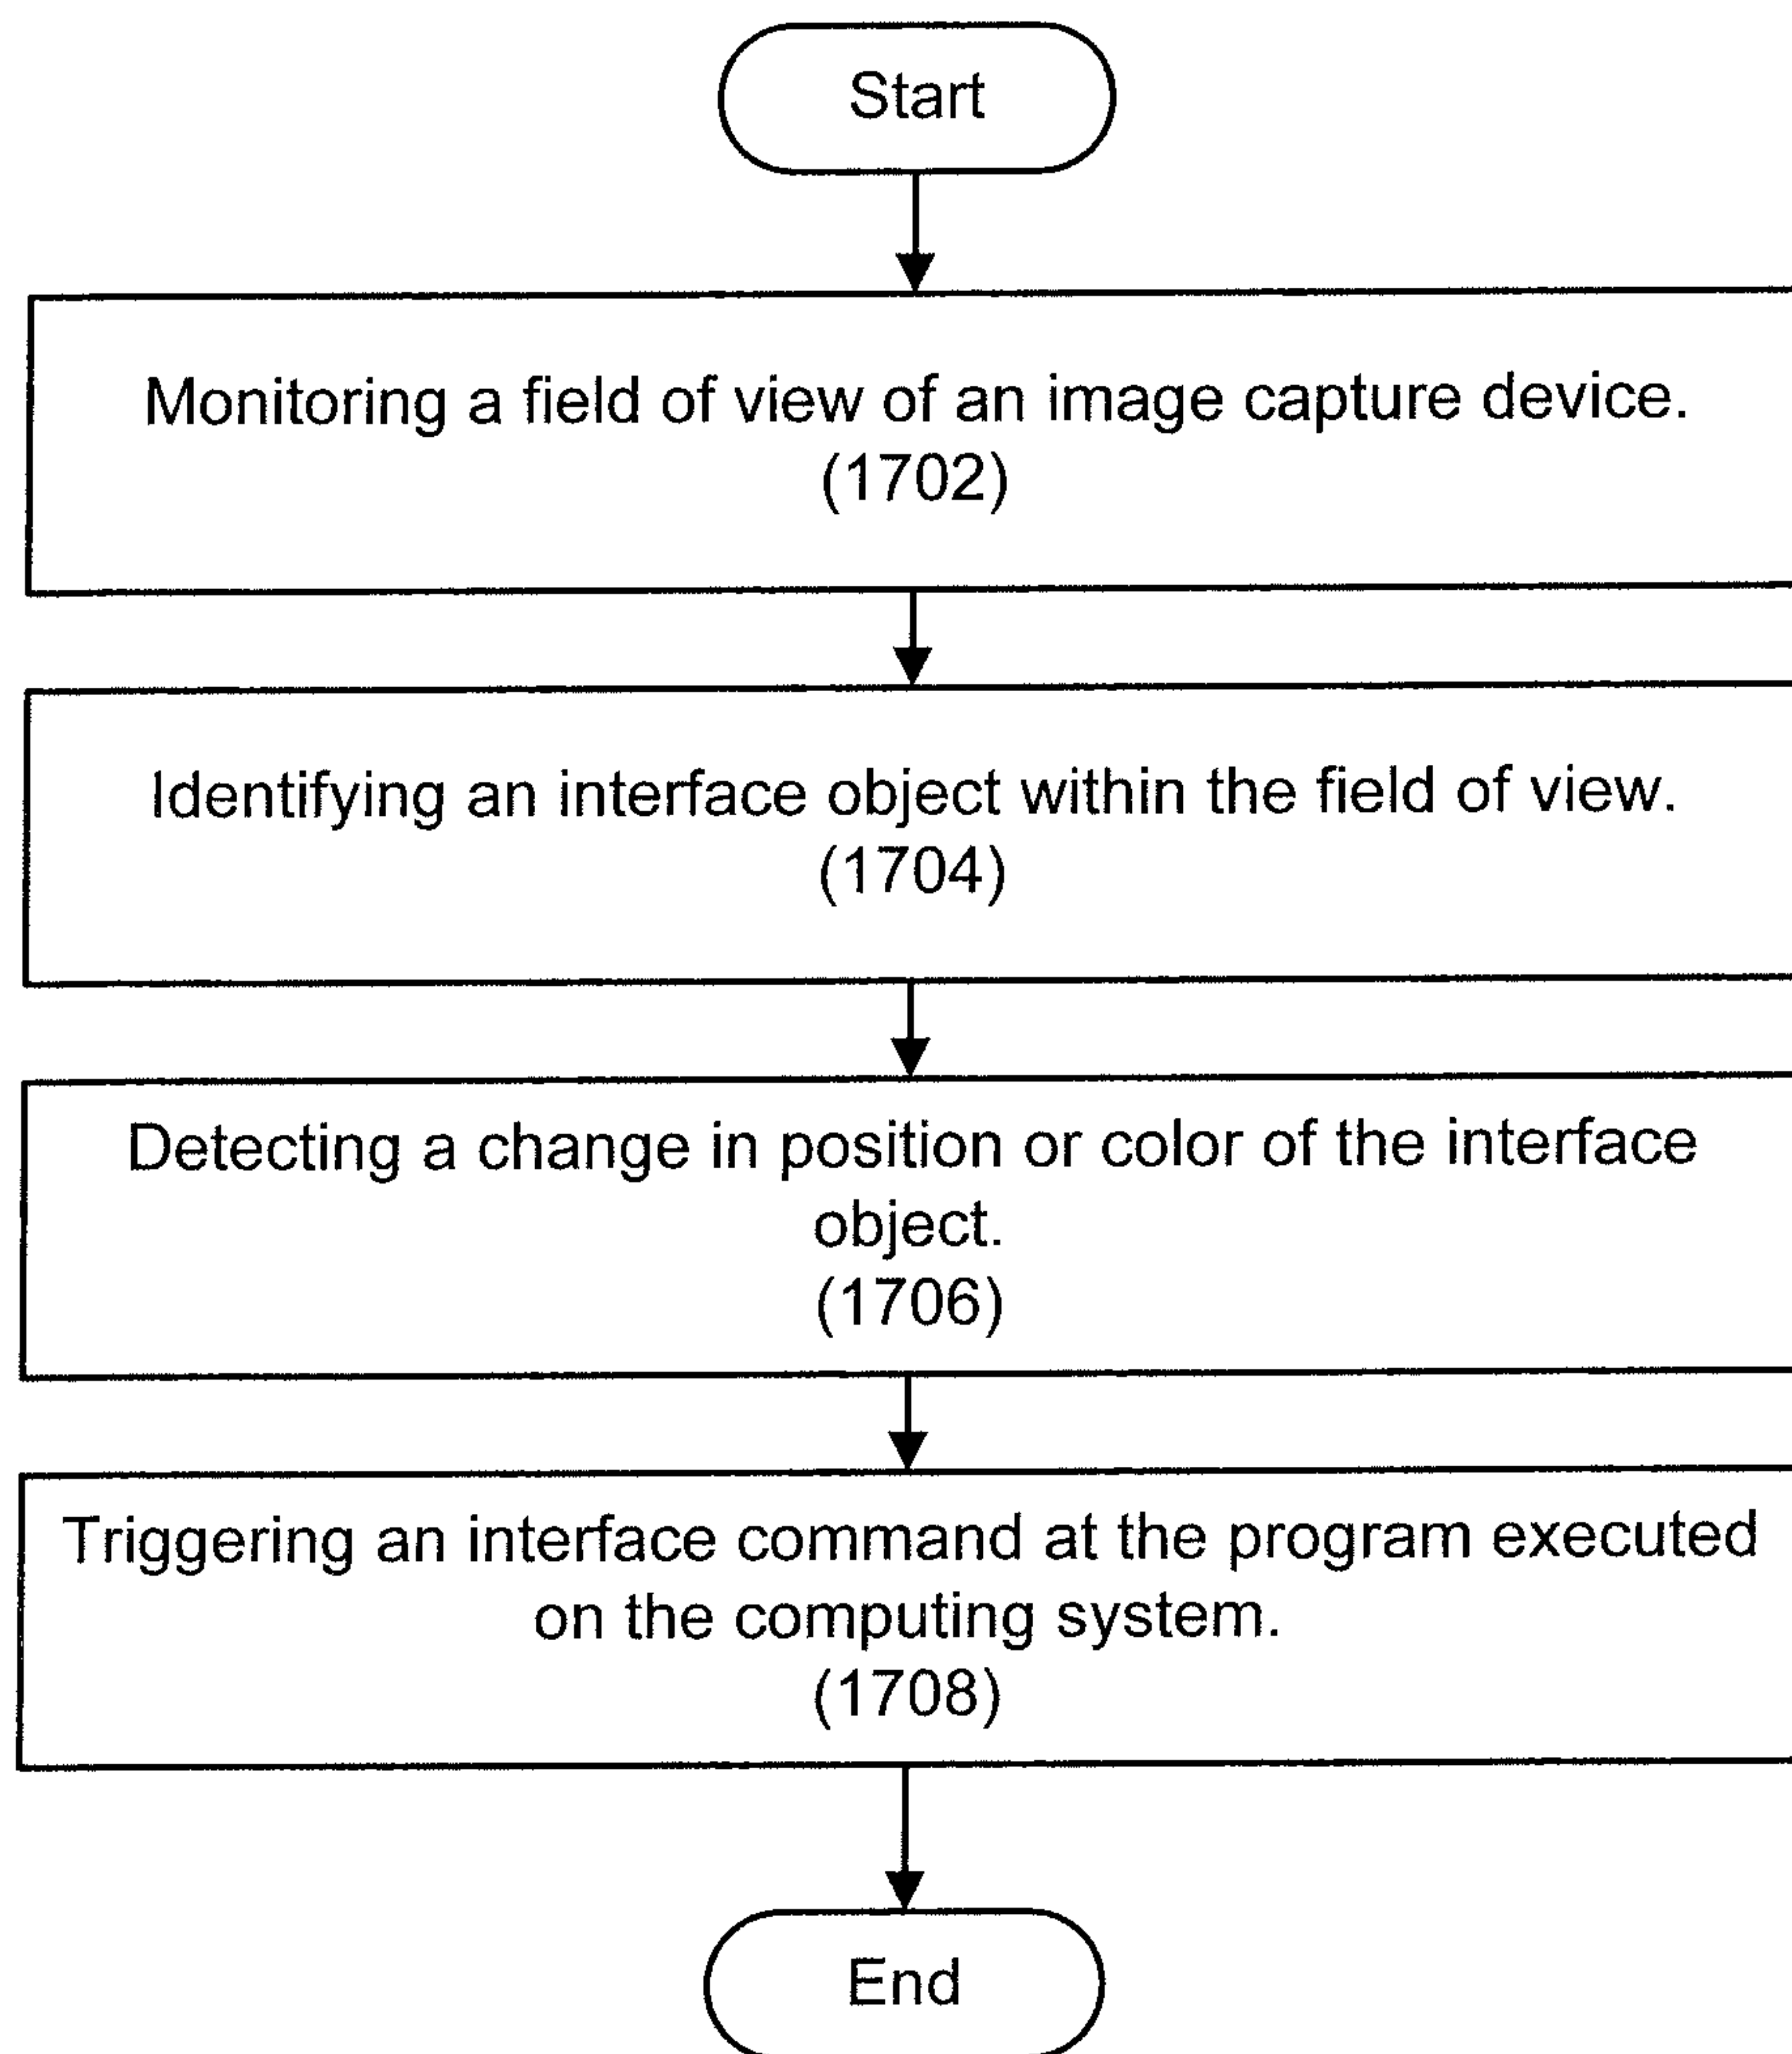 Start
Monitoring a field of view of an image capture device.
(1702)
Identifying an interface object within the field of view.
(1704)
Detecting a change in position or color of the interface
object.
(1706)
Triggering an interface command at the program executed
on the computing system.
(1708)
End